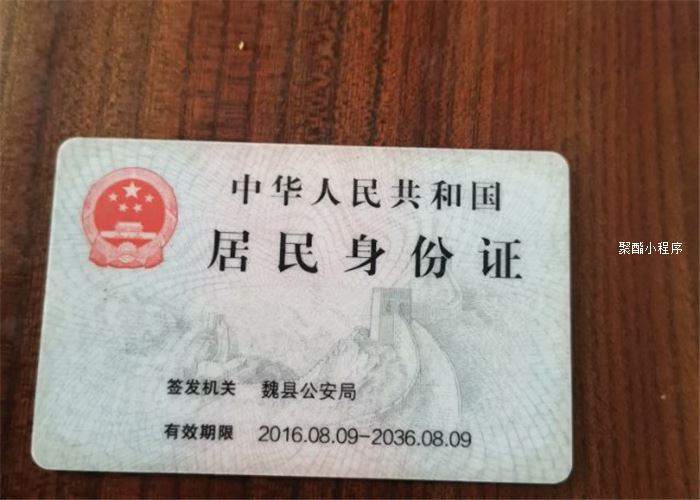 中华人民共和国
居民身份证
签发机关 魏县公安局
有效期限 2016.08.09-2036.08.09
聚酯小程序